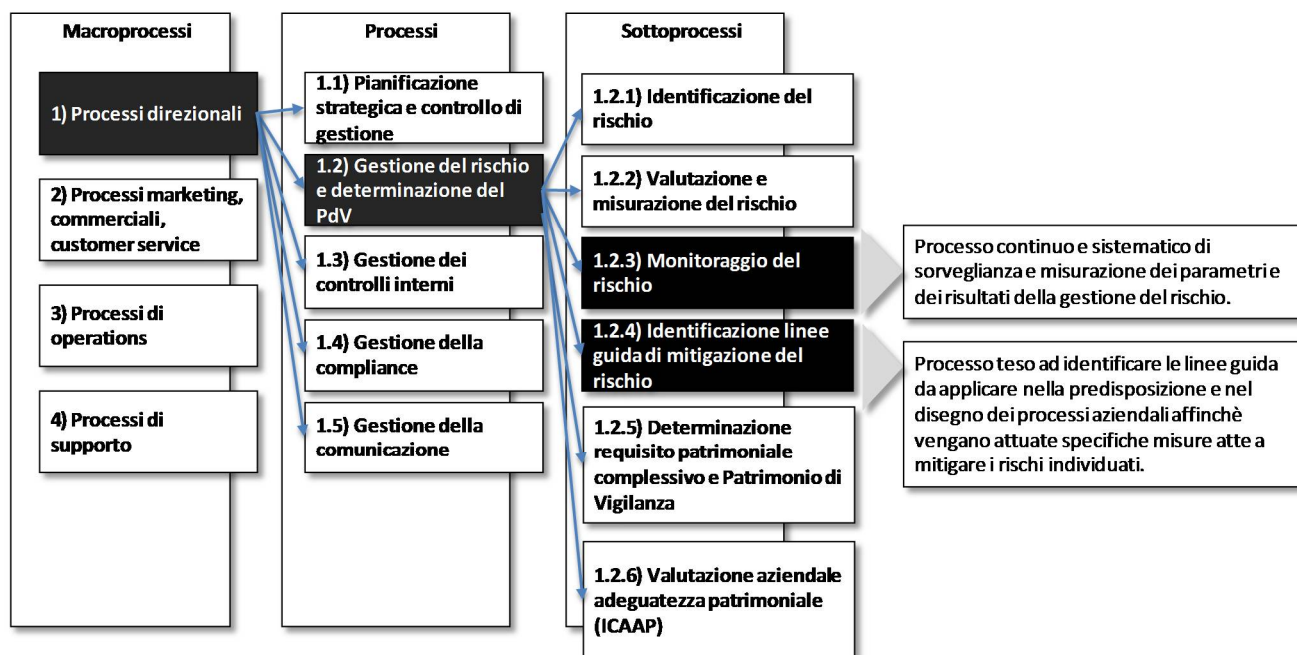 Macroprocessi
1) Processi direzionali
2) Processi marketing,
commerciali,
customer service
3) Processi di
operations
4) Processi di
supporto
Processi
1.1) Pianificazione
strategica e controllo di
gestione
1.2) Gestione del rischio
e determinazione del
PdV
1.3) Gestione dei
controlli interni
1.4) Gestione della
compliance
1.5) Gestione della
comunicazione
Sottoprocessi
1.2.1) Identificazione del
rischio
1.2.2) Valutazione e
misurazione del rischio
1.2.3) Monitoraggio del
rischio
1.2.4) Identificazione linee
guida di mitigazione del
rischio
1.2.5) Determinazione
requisito patrimoniale
complessivo e Patrimonio di
Vigilanza
1.2.6) Valutazione aziendale
adeguatezza patrimoniale
(ICAAP)
Processo continuo e sistematico di
sorveglianza e misurazione dei parametri e
dei risultati della gestione del rischio.
Processo teso ad identificare le linee guida
da applicare nella predisposizione e nel
disegno dei processi aziendali affinchè
vengano attuate specifiche misure atte a
mitigare i rischi individuati.